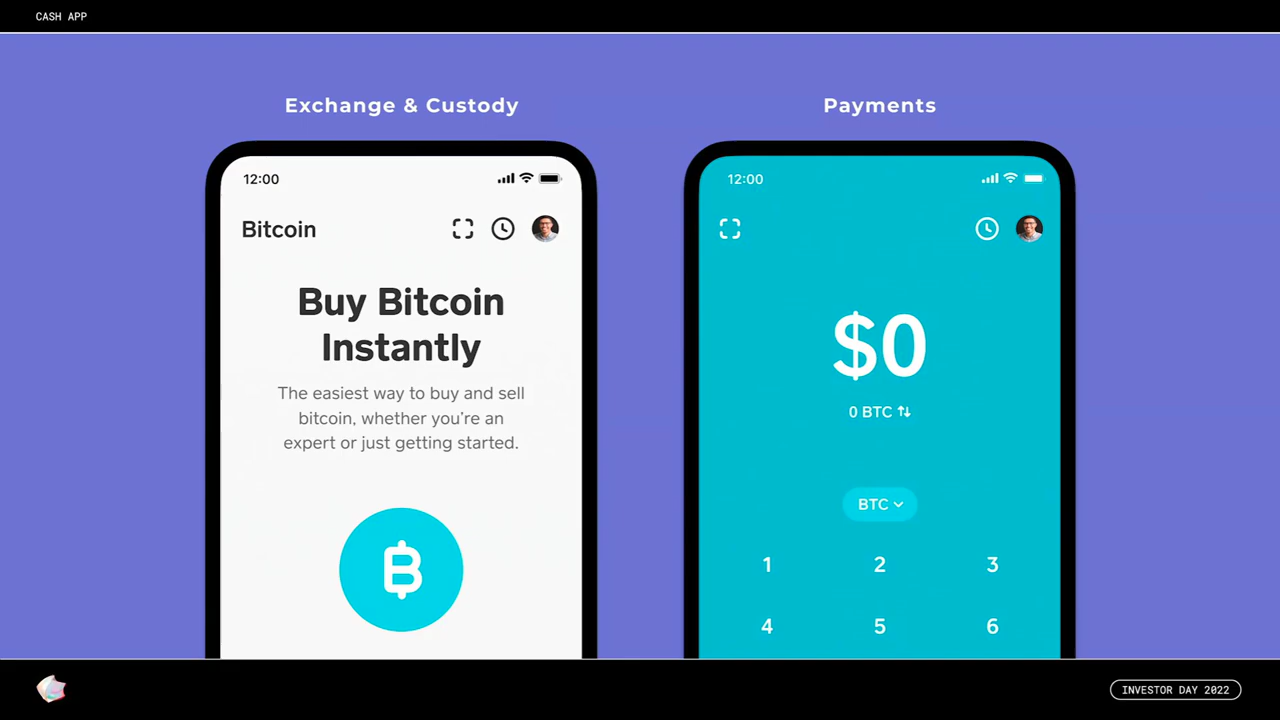 CASH APP
Exchange & Custody
Payments
12:00
Bitcoin
Buy Bitcoin
Instantly
The easiest way to buy and sell
bitcoin, whether you're an
expert or just getting started.
12:00
$0
0 BTC
BTC
1 2 3
4 5 6
INVESTOR DAY 2022